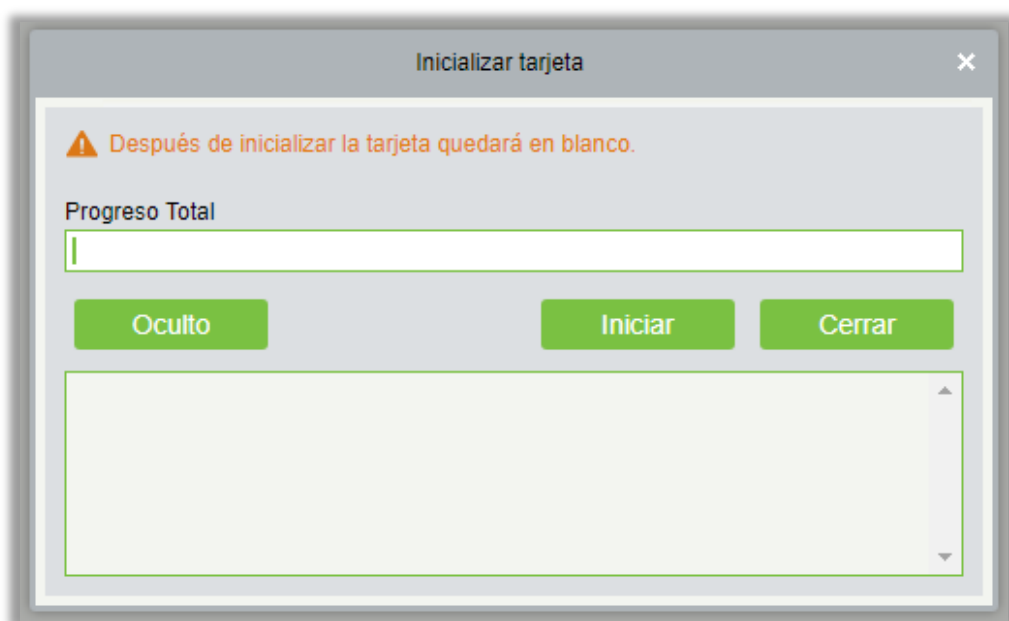 Inicializar tarjeta
Después de inicializar la tarjeta quedará en blanco.
Progreso Total
Oculto Iniciar Cerrar